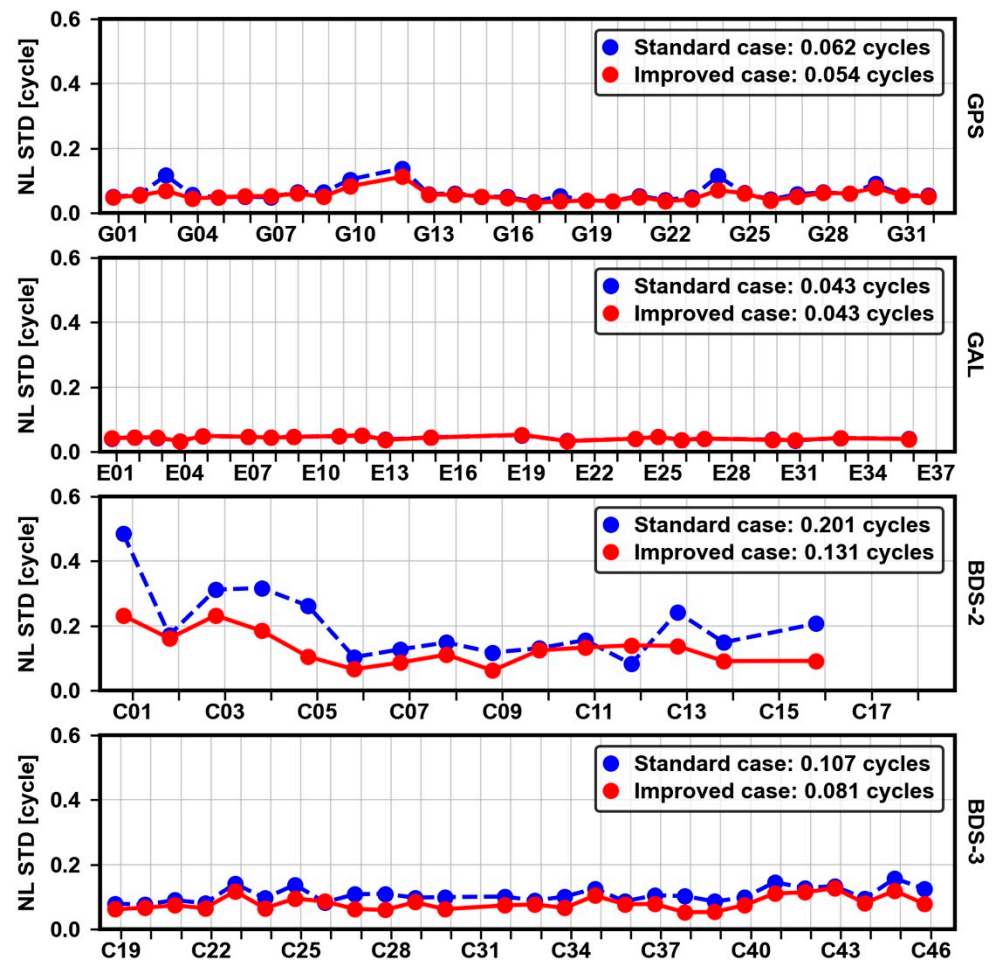 NL STD [cycle]
0.6
0.4
0.2
0.0
Standard case: 0.062 cycles
Improved case: 0.054 cycles
GPS
G01 G04 G07 G10 G13 G16 G19 G22 G25 G28 G31
NL STD [cycle]
0.6
0.4
0.2
0.0
Standard case: 0.043 cycles
Improved case: 0.043 cycles
GAL
E01 E04 E07 E10 E13 E16 E19 E22 E25 E28 E31 E34 E37
NL STD [cycle]
0.6
0.4
0.2
0.0
Standard case: 0.201 cycles
Improved case: 0.131 cycles
BDS-2
C01 C03 C05 C07 C09 C11 C13 C15 C17
NL STD [cycle]
0.6
0.4
0.2
0.0
Standard case: 0.107 cycles
Improved case: 0.081 cycles
BDS-3
C19 C22 C25 C28 C31 C34 C37 C40 C43 C46